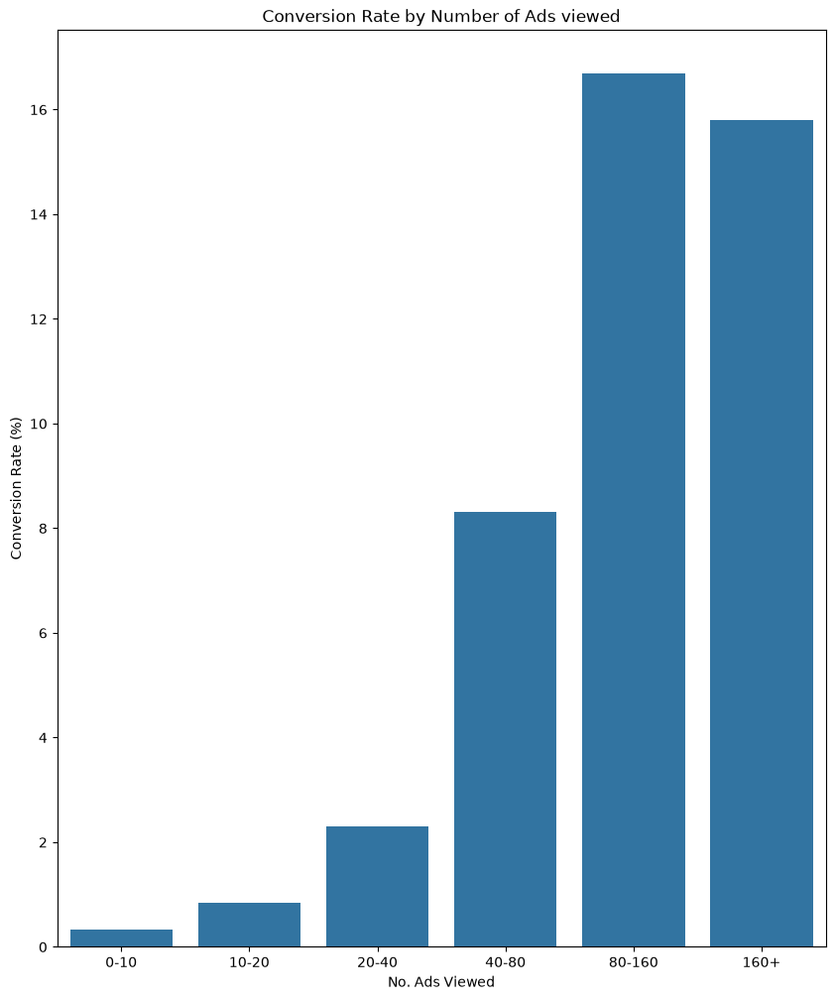 Conversion Rate by Number of Ads viewed
Conversion Rate (%)
16
14
12
10
8
6
4
2
0
0-10 10-20 20-40 40-80 80-160 160+
No. Ads Viewed